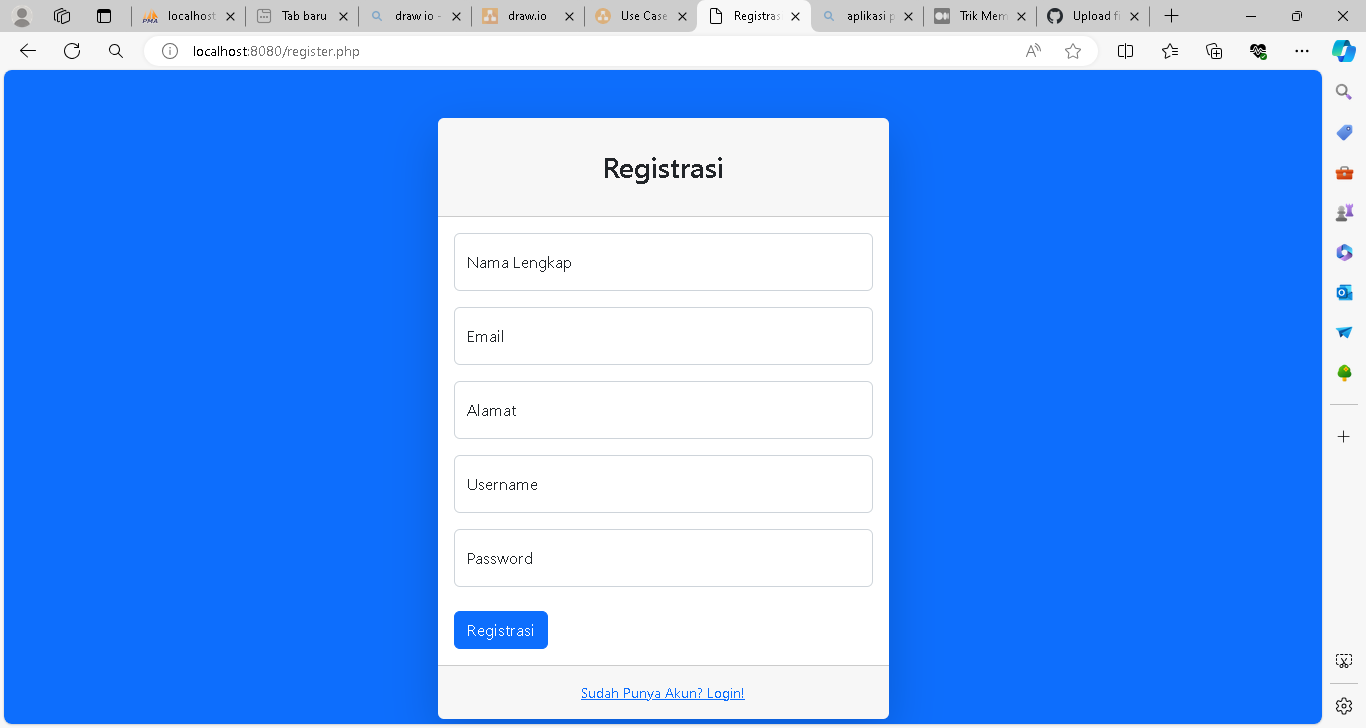 PMA localhost Tab baru draw io - draw.io Use Case Registras aplikasi p Trik Mem Upload fi
localhost:8080/register.php
Registrasi
Nama Lengkap
Email
Alamat
Username
Password
Registrasi
Sudah Punya Akun? Login!